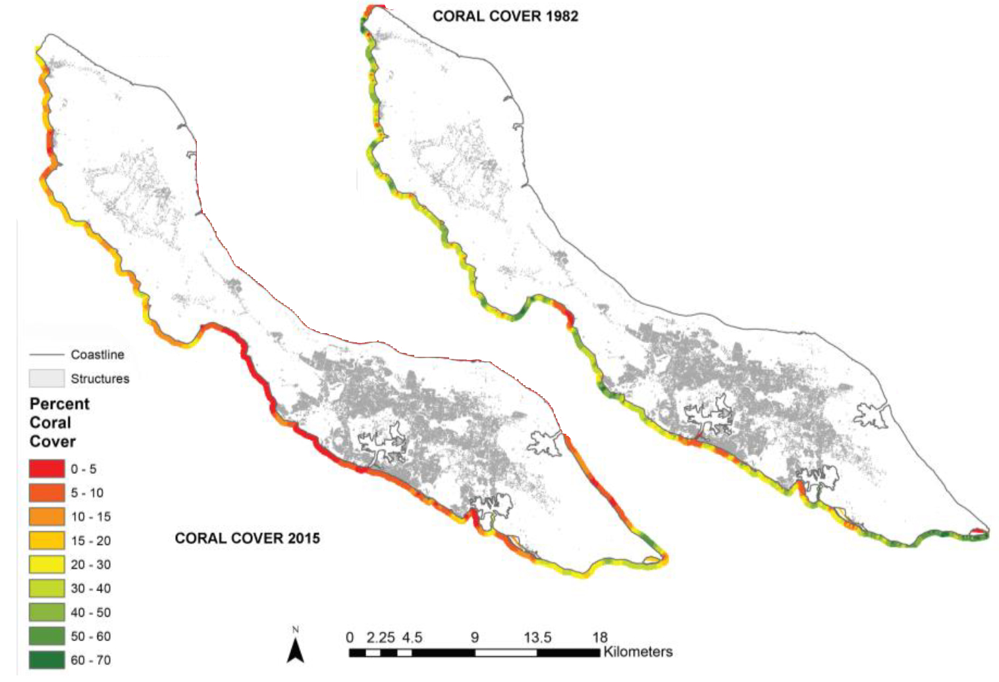 CORAL COVER 1982
Coastline
Structures
Percent
Coral
Cover
0 - 5
5 - 10
10 - 15
15 - 20
20 - 30
30 - 40
40 - 50
50 - 60
60 - 70
CORAL COVER 2015
N
0 2.25 4.5 9 13.5 18
Kilometers